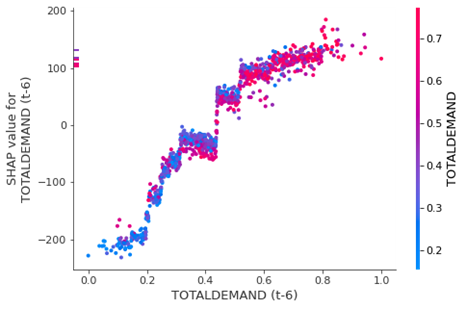 200
100
0
−100
−200
SHAP value for
TOTALDEMAND (t-6)
0.0 0.2 0.4 0.6 0.8 1.0
TOTALDEMAND (t-6)
0.7
0.6
0.5
0.4
0.3
0.2
TOTALDEMAND